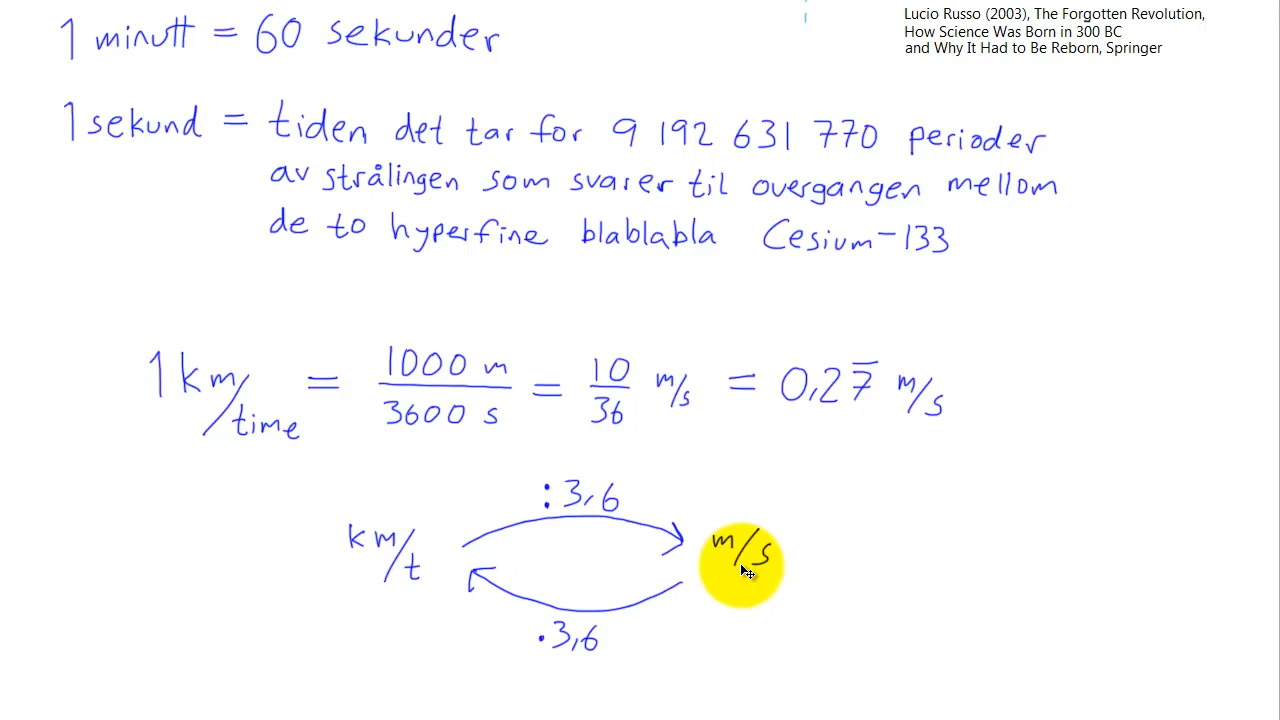 Lucio Russo (2003), The Forgotten Revolution,
How Science Was Born in 300 BC
and Why It Had to Be Reborn, Springer
1 minutt = 60 sekunder
1 sekund = tiden det tar for 9 192 631 770 perioder
av strålingen som svarer til overgangen mellom
de to hyperfine blablabla Cesium-133
1 km/time = 1000 m / 3600 s = 10/36 m/s = 0,27̅ m/s
:3,6
km/t m/s
·3,6